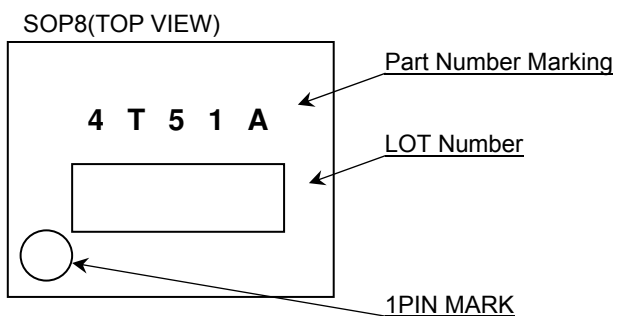 SOP8(TOP VIEW)
Part Number Marking
4 T 5 1 A
LOT Number
1PIN MARK